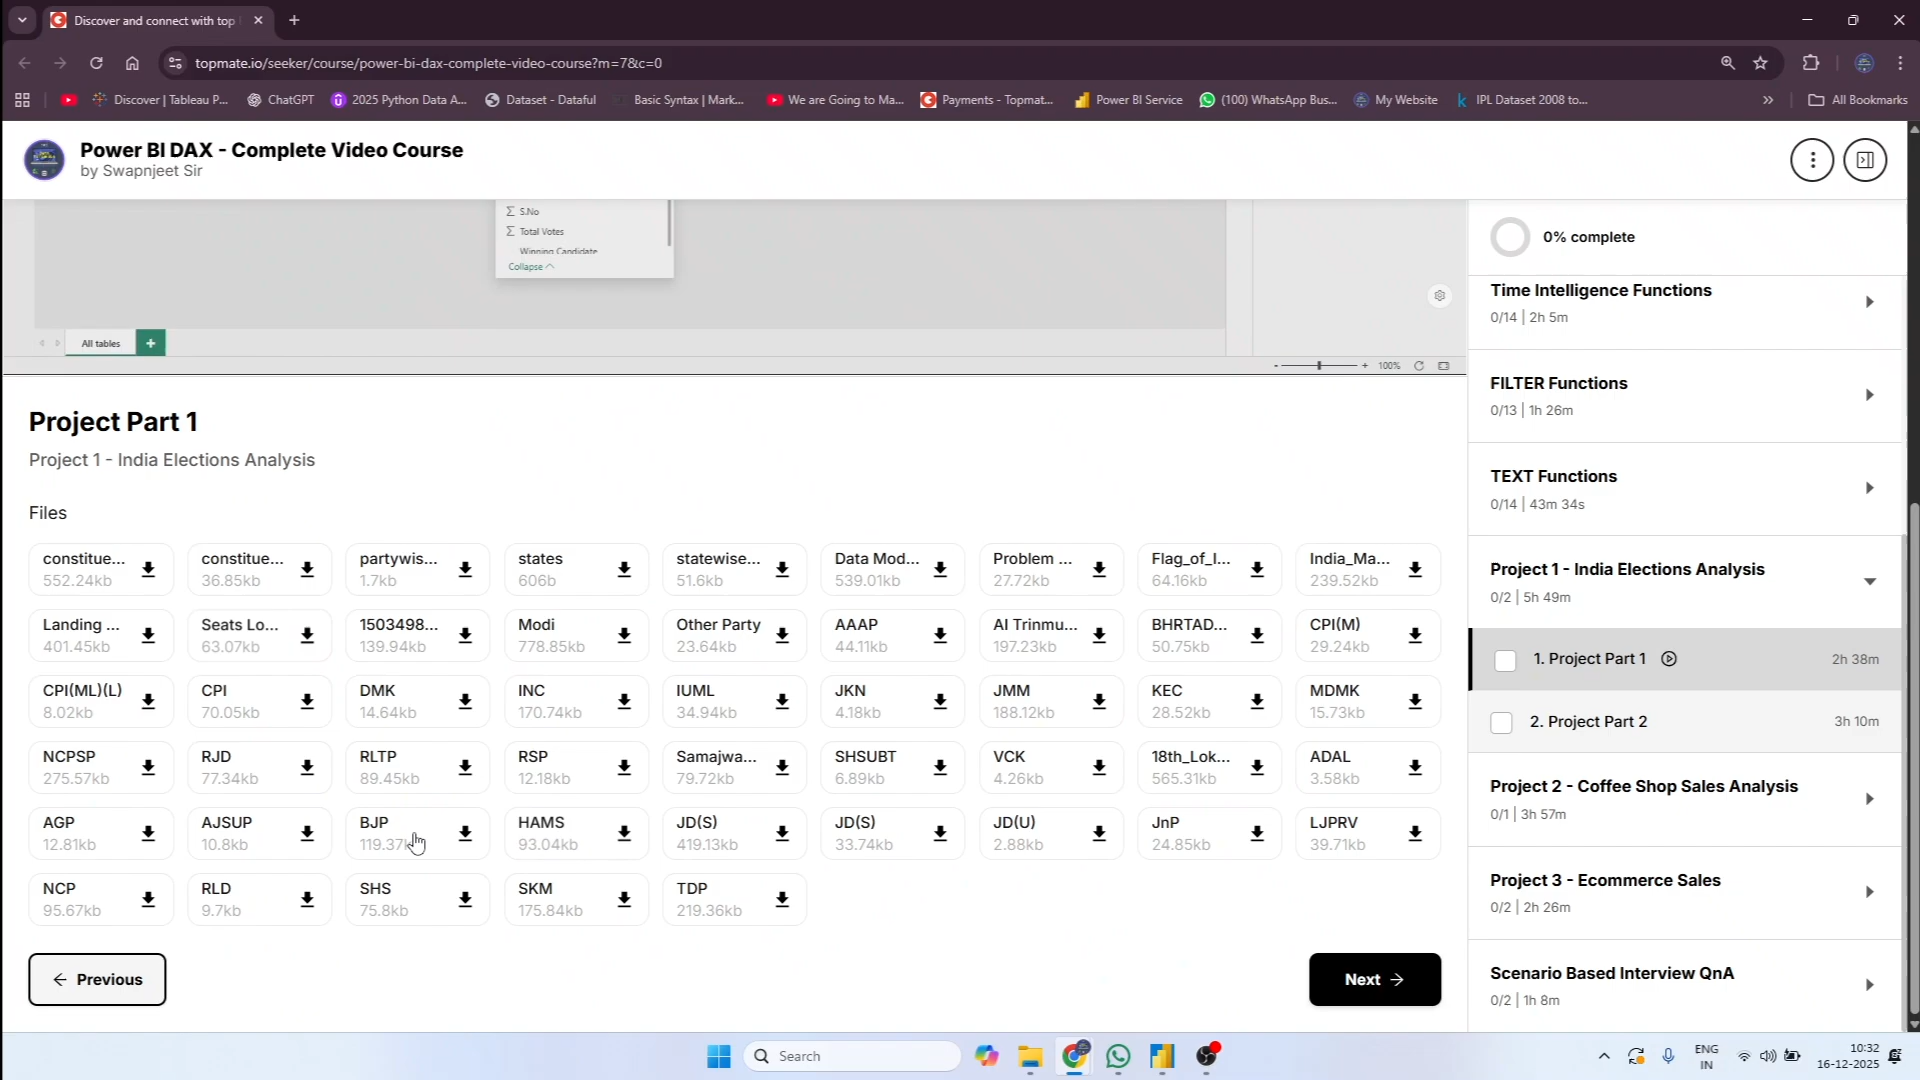 Discover and connect with top
topmate.io/seeker/course/power-bi-dax-complete-video-course?m=7&c=0
Discover | Tableau P...
ChatGPT
2025 Python Data A...
Dataset - Dataful
Basic Syntax | Mark...
We are Going to Ma...
Payments - Topmat...
Power BI Service
(100) WhatsApp Bus...
My Website
IPL Dataset 2008 to...
»
All Bookmarks
Power BI DAX - Complete Video Course
by Swapnjeet Sir
S.No
Total Votes
Winning Candidate
Collapse
All tables
+
- + 100%
Project Part 1
Project 1 - India Elections Analysis
Files
constitue... constitue... partywis... states statewise... Data Mod... Problem ... Flag_of_I... India_Ma...
552.24kb 36.85kb 1.7kb 606b 51.6kb 539.01kb 27.72kb 64.16kb 239.52kb
Landing ... Seats Lo... 1503498... Modi Other Party AAAP AI Trinmu... BHRTAD... CPI(M)
401.45kb 63.07kb 139.94kb 778.85kb 23.64kb 44.11kb 197.23kb 50.75kb 29.24kb
CPI(ML)(L) CPI DMK INC IUML JKN JMM KEC MDMK
8.02kb 70.05kb 14.64kb 170.74kb 34.94kb 4.18kb 188.12kb 28.52kb 15.73kb
NCPSP RJD RLTP RSP Samajwa... SHSUBT VCK 18th_Lok... ADAL
275.57kb 77.34kb 89.45kb 12.18kb 79.72kb 6.89kb 4.26kb 565.31kb 3.58kb
AGP AJSUP BJP HAMS JD(S) JD(S) JD(U) JnP LJPRV
12.81kb 10.8kb 119.37 93.04kb 419.13kb 33.74kb 2.88kb 24.85kb 39.71kb
NCP RLD SHS SKM TDP
95.67kb 9.7kb 75.8kb 175.84kb 219.36kb
← Previous
Next →
0% complete
Time Intelligence Functions
0/14 | 2h 5m
FILTER Functions
0/13 | 1h 26m
TEXT Functions
0/14 | 43m 34s
Project 1 - India Elections Analysis
0/2 | 5h 49m
1. Project Part 1 2h 38m
2. Project Part 2 3h 10m
Project 2 - Coffee Shop Sales Analysis
0/1 | 3h 57m
Project 3 - Ecommerce Sales
0/2 | 2h 26m
Scenario Based Interview QnA
0/2 | 1h 8m
Search
ENG
IN
10:32
16-12-2025